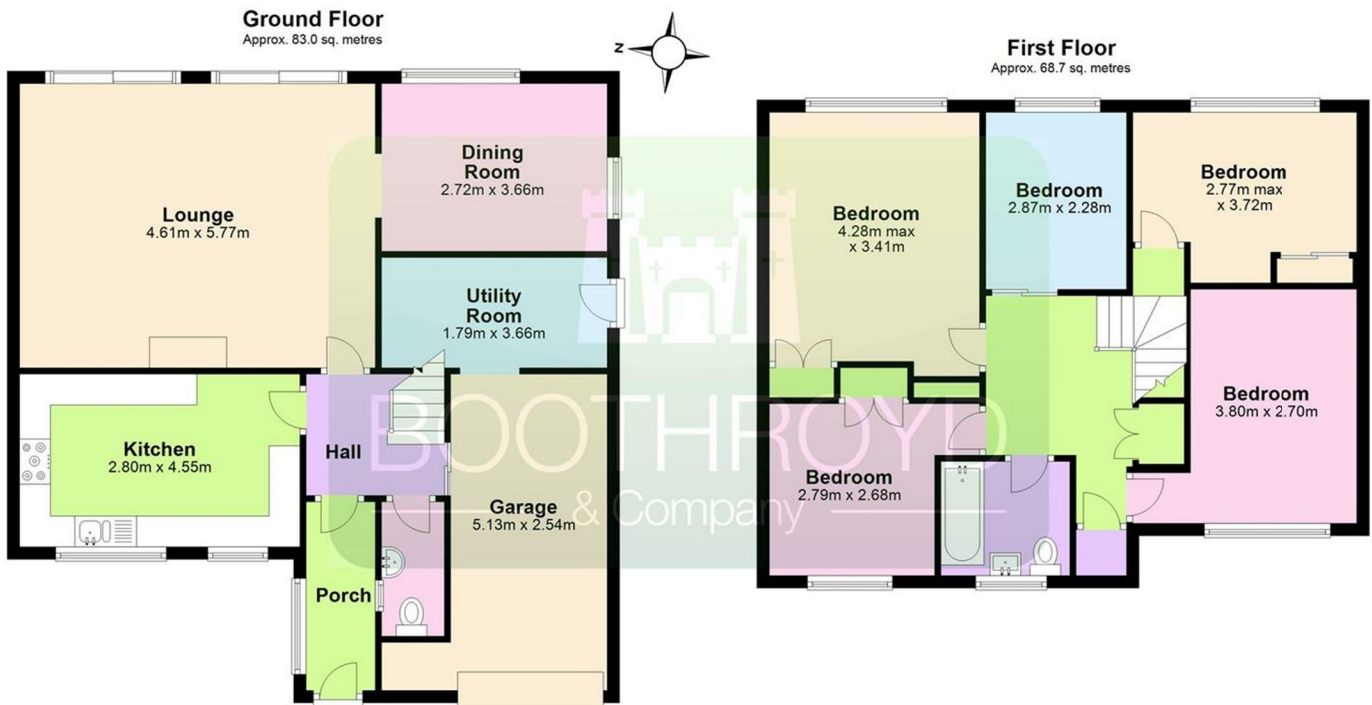 Ground Floor
Approx. 83.0 sq. metres
N
First Floor
Approx. 68.7 sq. metres
Lounge
4.61m x 5.77m
Dining
Room
2.72m x 3.66m
Utility
Room
1.79m x 3.66m
Kitchen
2.80m x 4.55m
Hall
Porch
Garage
5.13m x 2.54m
Bedroom
4.28m max
x 3.41m
Bedroom
2.87m x 2.28m
Bedroom
2.77m max
x 3.72m
Bedroom
3.80m x 2.70m
Bedroom
2.79m x 2.68m
BOOTHROYD
& Company